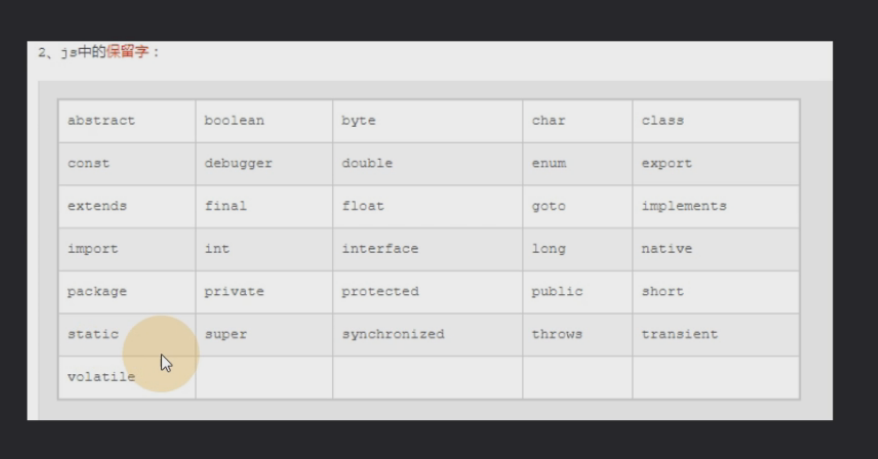 2、js中的保留字：
abstract boolean byte char class
const debugger double enum export
extends final float goto implements
import int interface long native
package private protected public short
static super synchronized throws transient
volatile